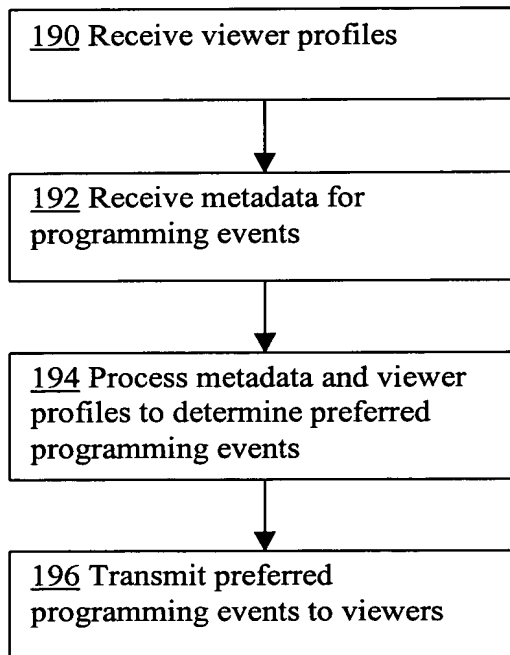 190 Receive viewer profiles
192 Receive metadata for
programming events
194 Process metadata and viewer
profiles to determine preferred
programming events
196 Transmit preferred
programming events to viewers